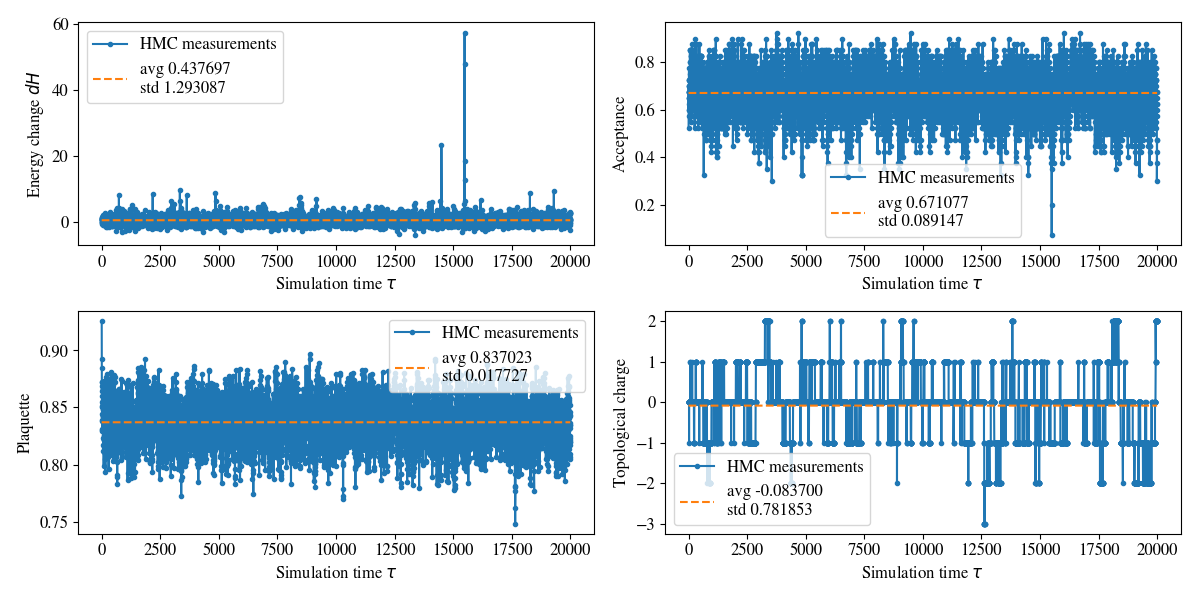 60
40
20
0
Energy change dH
HMC measurements
avg 0.437697
std 1.293087
0 2500 5000 7500 10000 12500 15000 17500 20000
Simulation time τ
0.8
0.6
0.4
0.2
Acceptance
HMC measurements
avg 0.671077
std 0.089147
0 2500 5000 7500 10000 12500 15000 17500 20000
Simulation time τ
0.90
0.85
0.80
0.75
Plaquette
HMC measurements
avg 0.837023
std 0.017727
0 2500 5000 7500 10000 12500 15000 17500 20000
Simulation time τ
2
1
0
−1
−2
−3
Topological charge
HMC measurements
avg -0.083700
std 0.781853
0 2500 5000 7500 10000 12500 15000 17500 20000
Simulation time τ